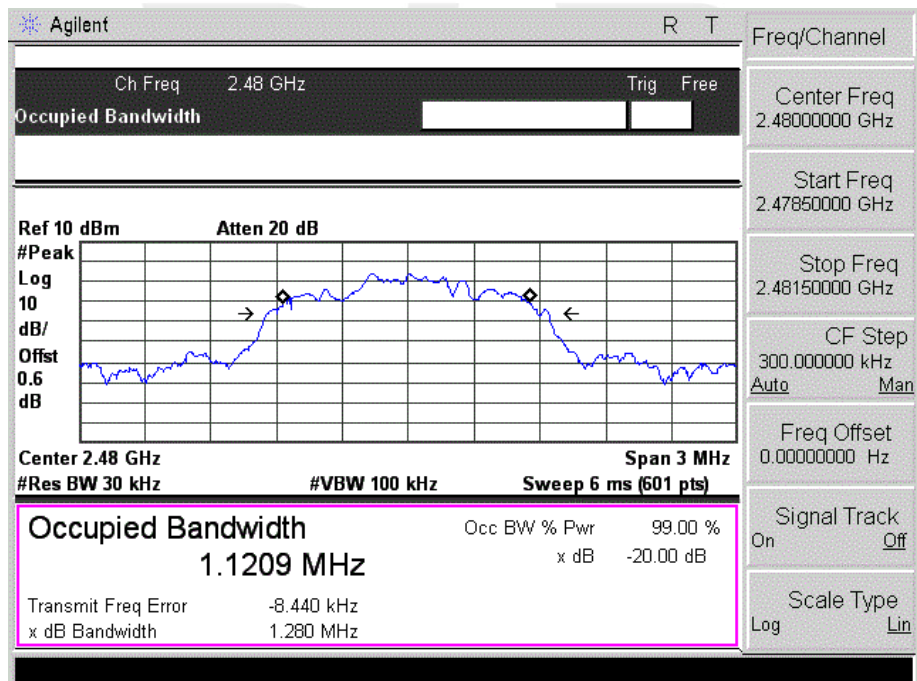 Agilent
R T
Ch Freq 2.48 GHz
Trig Free
Occupied Bandwidth
Ref 10 dBm
Atten 20 dB
#Peak
Log
10
dB/
Offst
0.6
dB
Center 2.48 GHz
Span 3 MHz
#Res BW 30 kHz
#VBW 100 kHz
Sweep 6 ms (601 pts)
Occupied Bandwidth
1.1209 MHz
Occ BW % Pwr 99.00 %
x dB -20.00 dB
Transmit Freq Error -8.440 kHz
x dB Bandwidth 1.280 MHz
Freq/Channel
Center Freq
2.48000000 GHz
Start Freq
2.47850000 GHz
Stop Freq
2.48150000 GHz
CF Step
300.000000 kHz
Auto Man
Freq Offset
0.00000000 Hz
Signal Track
On Off
Scale Type
Log Lin